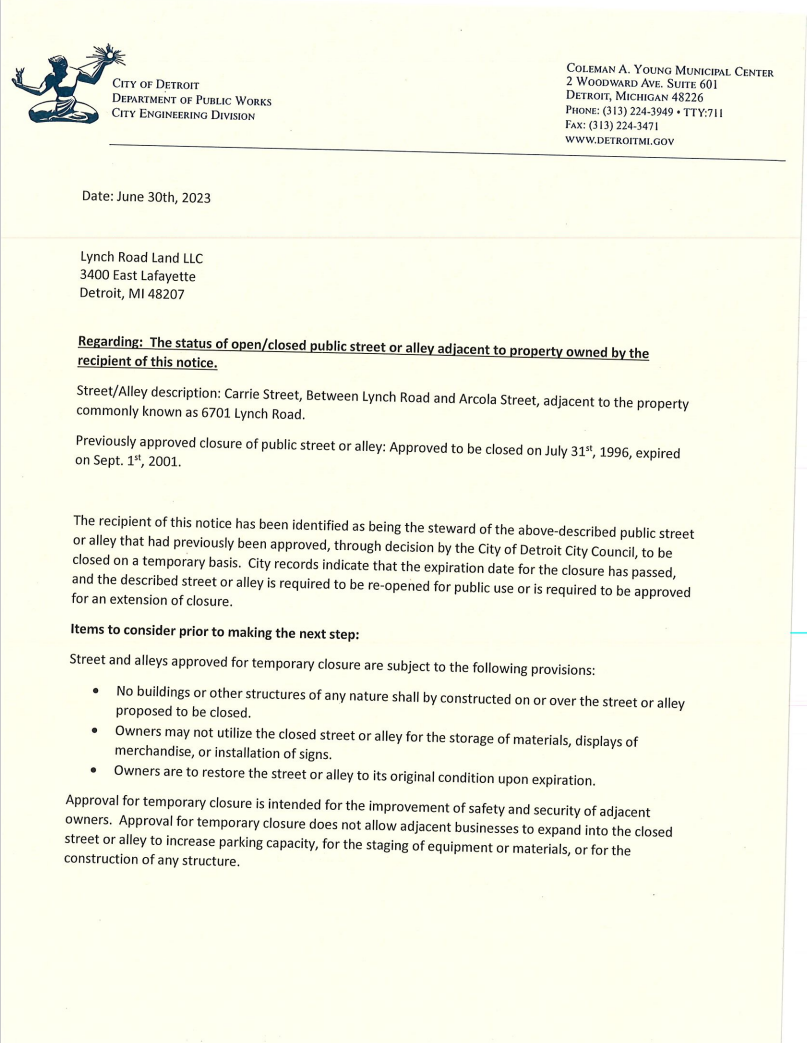 CITY OF DETROIT
DEPARTMENT OF PUBLIC WORKS
CITY ENGINEERING DIVISION
COLEMAN A. YOUNG MUNICIPAL CENTER
2 WOODWARD AVE. SUITE 601
DETROIT, MICHIGAN 48226
PHONE: (313) 224-3949 • TTY:711
FAX: (313) 224-3471
WWW.DETROITMI.GOV
Date: June 30th, 2023
Lynch Road Land LLC
3400 East Lafayette
Detroit, MI 48207
Regarding:  The status of open/closed public street or alley adjacent to property owned by the
recipient of this notice.
Street/Alley description: Carrie Street, Between Lynch Road and Arcola Street, adjacent to the property
commonly known as 6701 Lynch Road.
Previously approved closure of public street or alley: Approved to be closed on July 31st, 1996, expired
on Sept. 1st, 2001.
The recipient of this notice has been identified as being the steward of the above-described public street
or alley that had previously been approved, through decision by the City of Detroit City Council, to be
closed on a temporary basis.  City records indicate that the expiration date for the closure has passed,
and the described street or alley is required to be re-opened for public use or is required to be approved
for an extension of closure.
Items to consider prior to making the next step:
Street and alleys approved for temporary closure are subject to the following provisions:
• No buildings or other structures of any nature shall by constructed on or over the street or alley
proposed to be closed.
• Owners may not utilize the closed street or alley for the storage of materials, displays of
merchandise, or installation of signs.
• Owners are to restore the street or alley to its original condition upon expiration.
Approval for temporary closure is intended for the improvement of safety and security of adjacent
owners.  Approval for temporary closure does not allow adjacent businesses to expand into the closed
street or alley to increase parking capacity, for the staging of equipment or materials, or for the
construction of any structure.